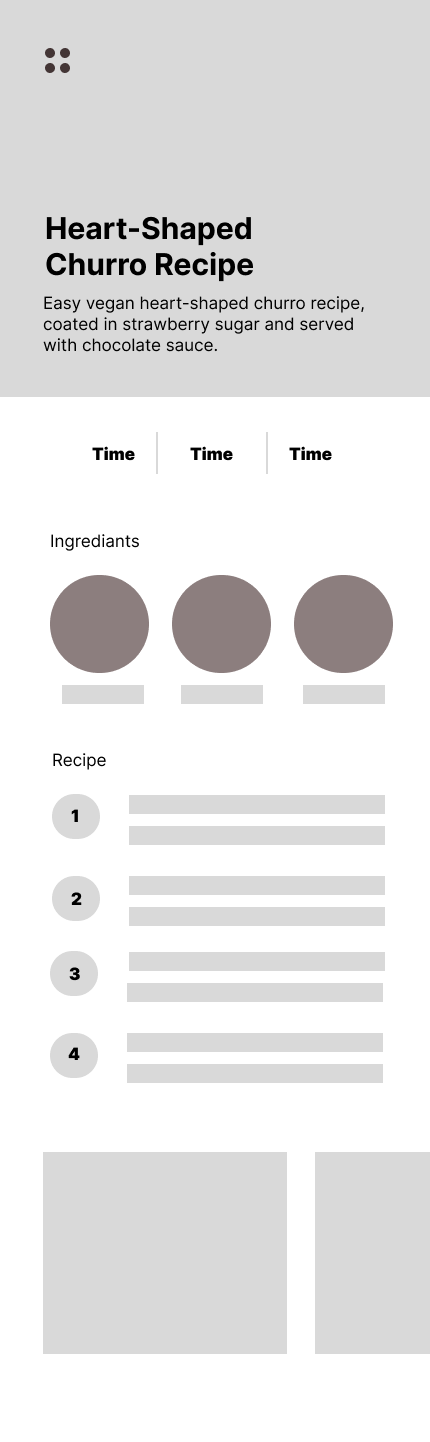 Heart-Shaped
Churro Recipe
Easy vegan heart-shaped churro recipe,
coated in strawberry sugar and served
with chocolate sauce.
Time Time Time
Ingrediants
Recipe
1
2
3
4